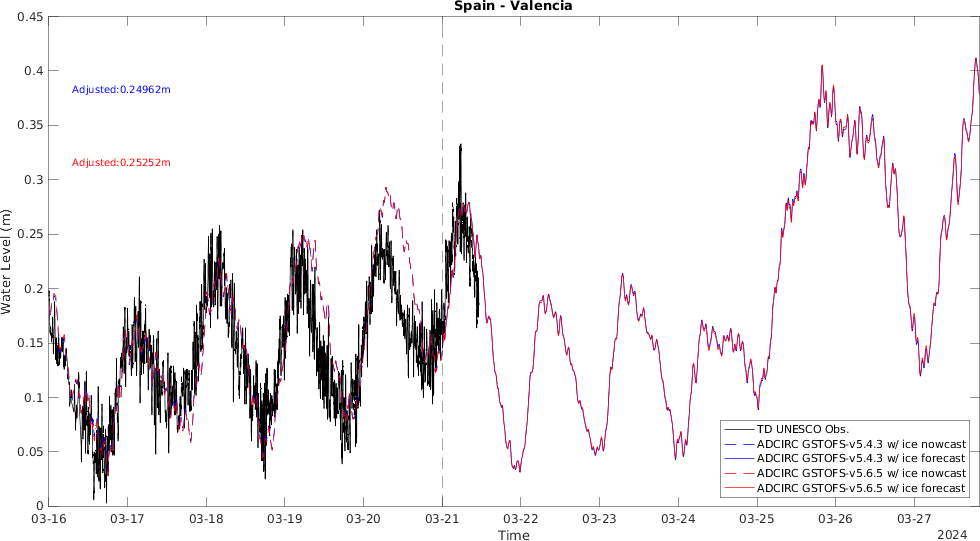 Spain - Valencia
0.45
0.4
0.35
0.3
0.25
0.2
0.15
0.1
0.05
0
Water Level (m)
Adjusted:0.24962m
Adjusted:0.25252m
TD UNESCO Obs.
ADCIRC GSTOFS-v5.4.3 w/ ice nowcast
ADCIRC GSTOFS-v5.4.3 w/ ice forecast
ADCIRC GSTOFS-v5.6.5 w/ ice nowcast
ADCIRC GSTOFS-v5.6.5 w/ ice forecast
03-16 03-17 03-18 03-19 03-20 03-21 03-22 03-23 03-24 03-25 03-26 03-27
Time
2024